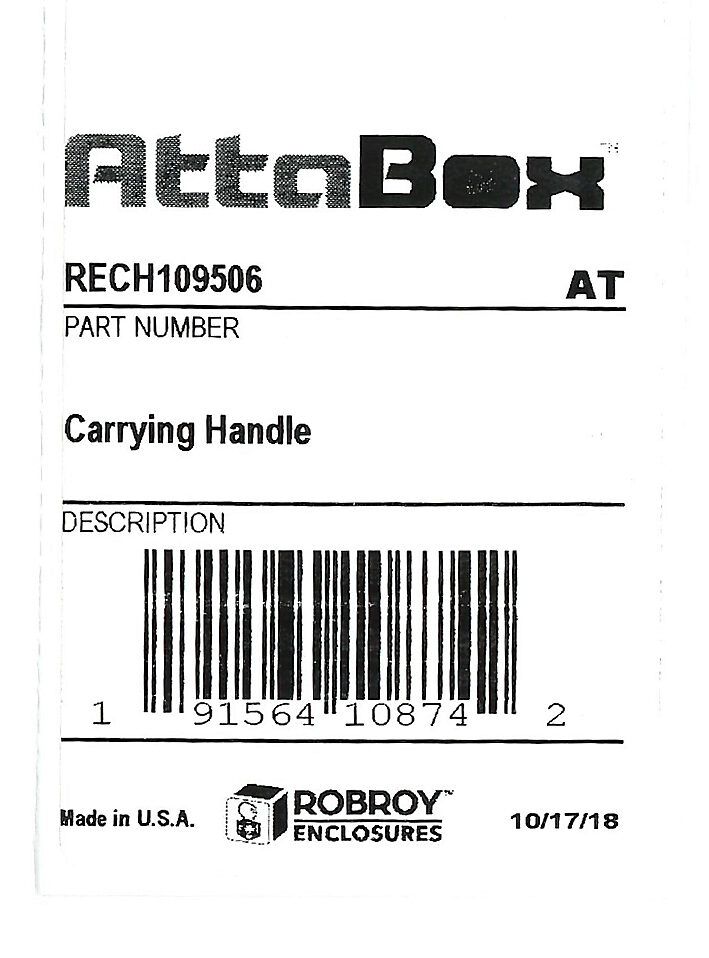 AttaBox™
RECH109506 AT
PART NUMBER
Carrying Handle
DESCRIPTION
1 91564 10874 2
Made in U.S.A. ROBROY™ ENCLOSURES 10/17/18